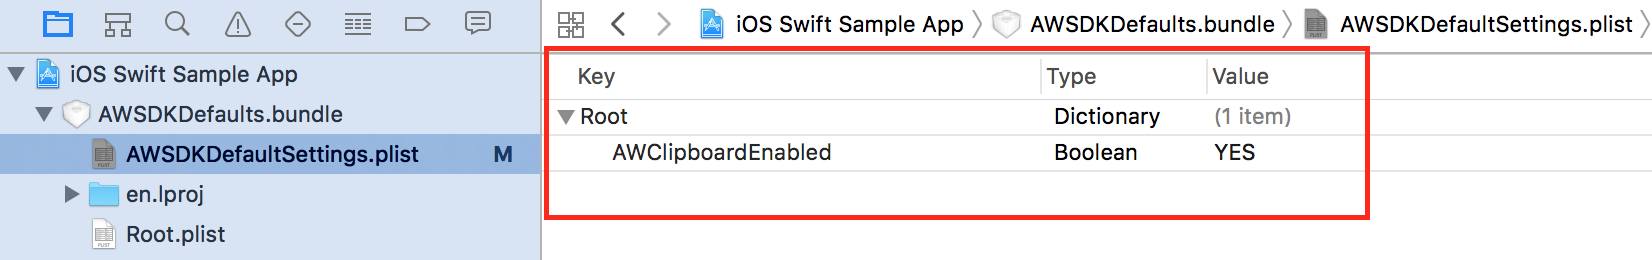 iOS Swift Sample App
AWSDKDefaults.bundle
AWSDKDefaultSettings.plist M
en.lproj
Root.plist
iOS Swift Sample App AWSDKDefaults.bundle AWSDKDefaultSettings.plist
Key Type Value
Root Dictionary (1 item)
AWClipboardEnabled Boolean YES